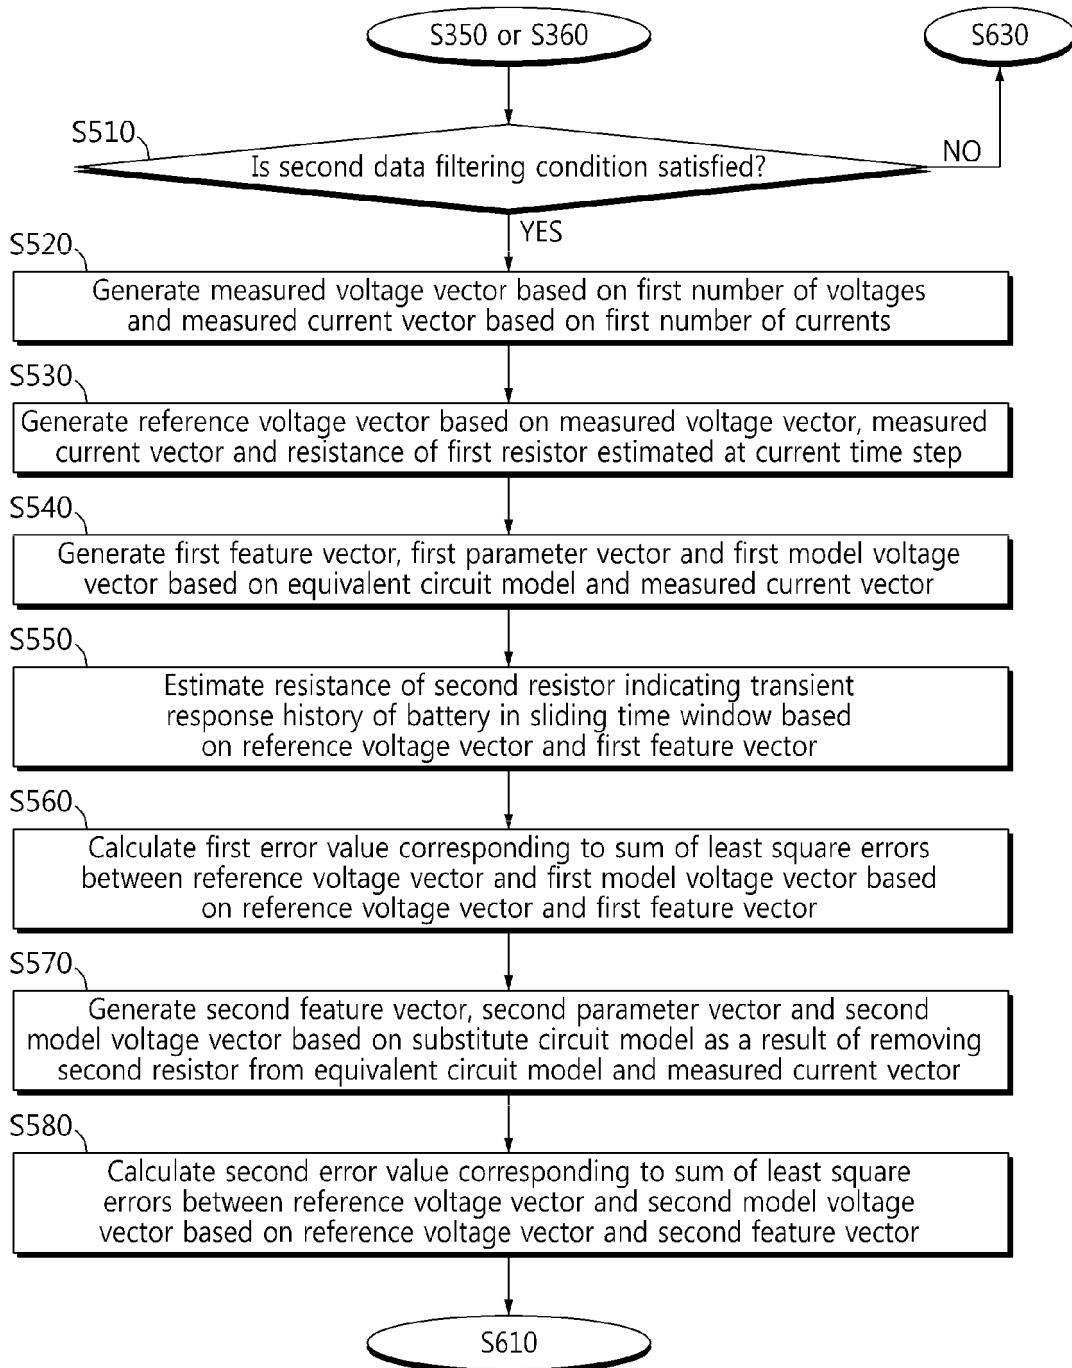 S350 or S360
S630
S510
Is second data filtering condition satisfied?
NO
YES
S520
Generate measured voltage vector based on first number of voltages
and measured current vector based on first number of currents
S530
Generate reference voltage vector based on measured voltage vector, measured
current vector and resistance of first resistor estimated at current time step
S540
Generate first feature vector, first parameter vector and first model voltage
vector based on equivalent circuit model and measured current vector
S550
Estimate resistance of second resistor indicating transient
response history of battery in sliding time window based
on reference voltage vector and first feature vector
S560
Calculate first error value corresponding to sum of least square errors
between reference voltage vector and first model voltage vector based
on reference voltage vector and first feature vector
S570
Generate second feature vector, second parameter vector and second
model voltage vector based on substitute circuit model as a result of removing
second resistor from equivalent circuit model and measured current vector
S580
Calculate second error value corresponding to sum of least square
errors between reference voltage vector and second model voltage
vector based on reference voltage vector and second feature vector
S610